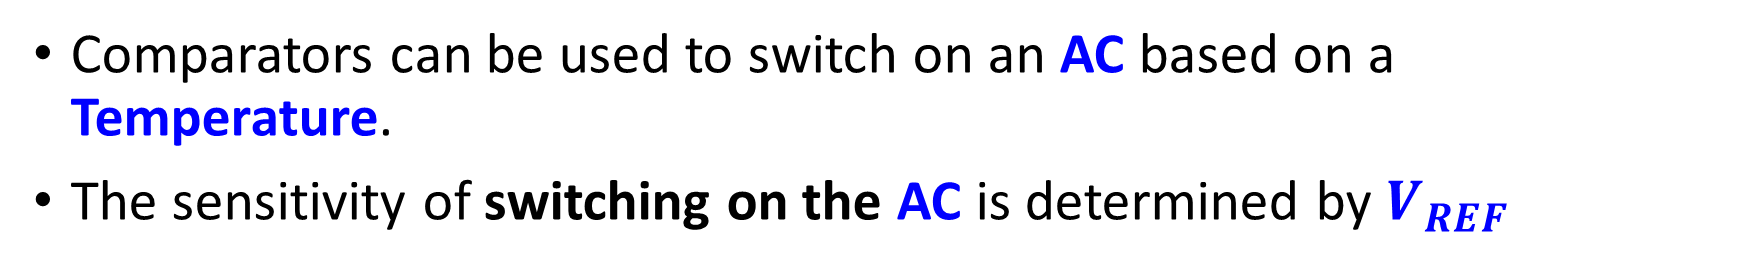 • Comparators can be used to switch on an AC based on a
Temperature.
• The sensitivity of switching on the AC is determined by V_REF